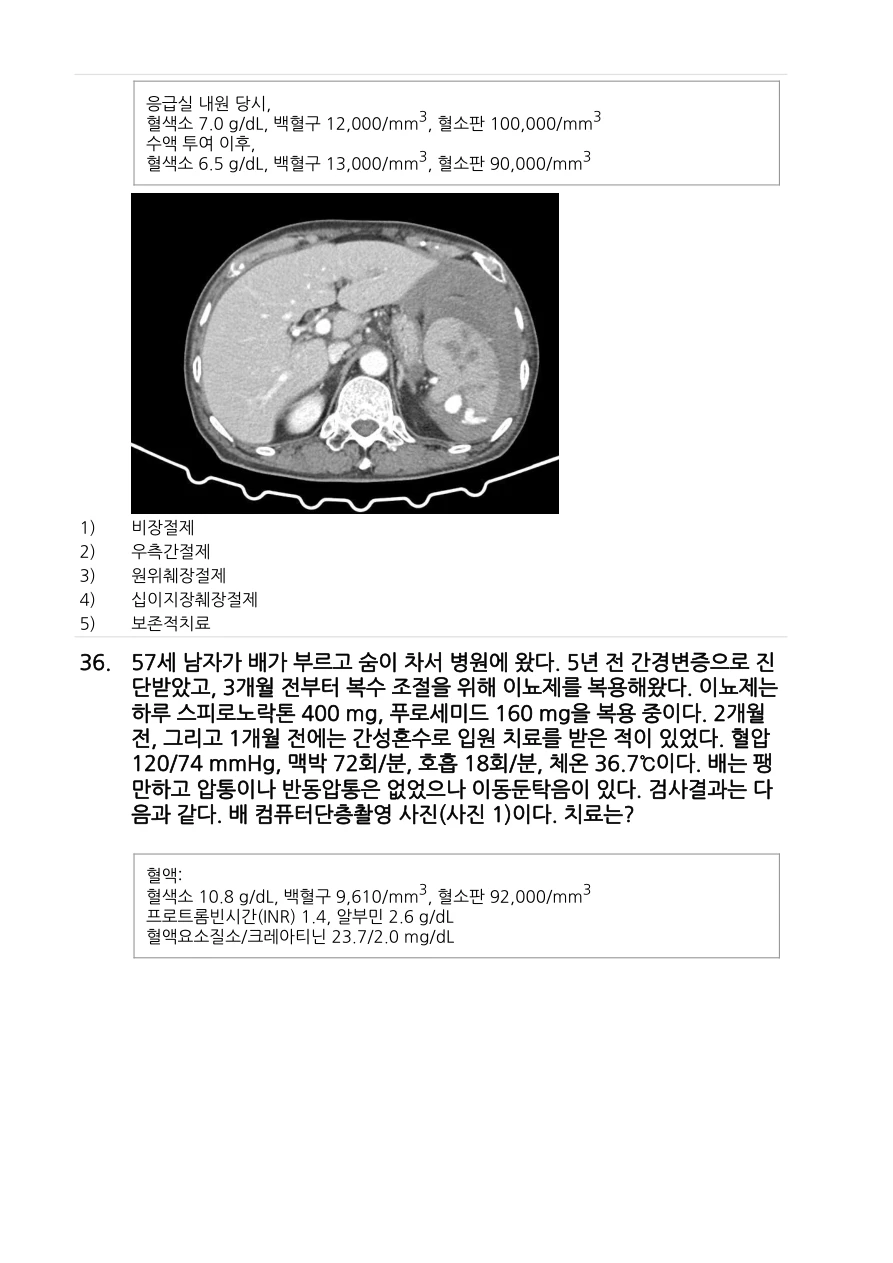 응급실 내원 당시,
혈색소 7.0 g/dL, 백혈구 12,000/mm3, 혈소판 100,000/mm3
수액 투여 이후,
혈색소 6.5 g/dL, 백혈구 13,000/mm3, 혈소판 90,000/mm3
1) 비장절제
2) 우측간절제
3) 원위췌장절제
4) 십이지장췌장절제
5) 보존적치료
36. 57세 남자가 배가 부르고 숨이 차서 병원에 왔다. 5년 전 간경변증으로 진
단받았고, 3개월 전부터 복수 조절을 위해 이뇨제를 복용해왔다. 이뇨제는
하루 스피로노락톤 400 mg, 푸로세미드 160 mg을 복용 중이다. 2개월
전, 그리고 1개월 전에는 간성혼수로 입원 치료를 받은 적이 있었다. 혈압
120/74 mmHg, 맥박 72회/분, 호흡 18회/분, 체온 36.7℃이다. 배는 팽
만하고 압통이나 반동압통은 없었으나 이동둔탁음이 있다. 검사결과는 다
음과 같다. 배 컴퓨터단층촬영 사진(사진 1)이다. 치료는?
혈액:
혈색소 10.8 g/dL, 백혈구 9,610/mm3, 혈소판 92,000/mm3
프로트롬빈시간(INR) 1.4, 알부민 2.6 g/dL
혈액요소질소/크레아티닌 23.7/2.0 mg/dL